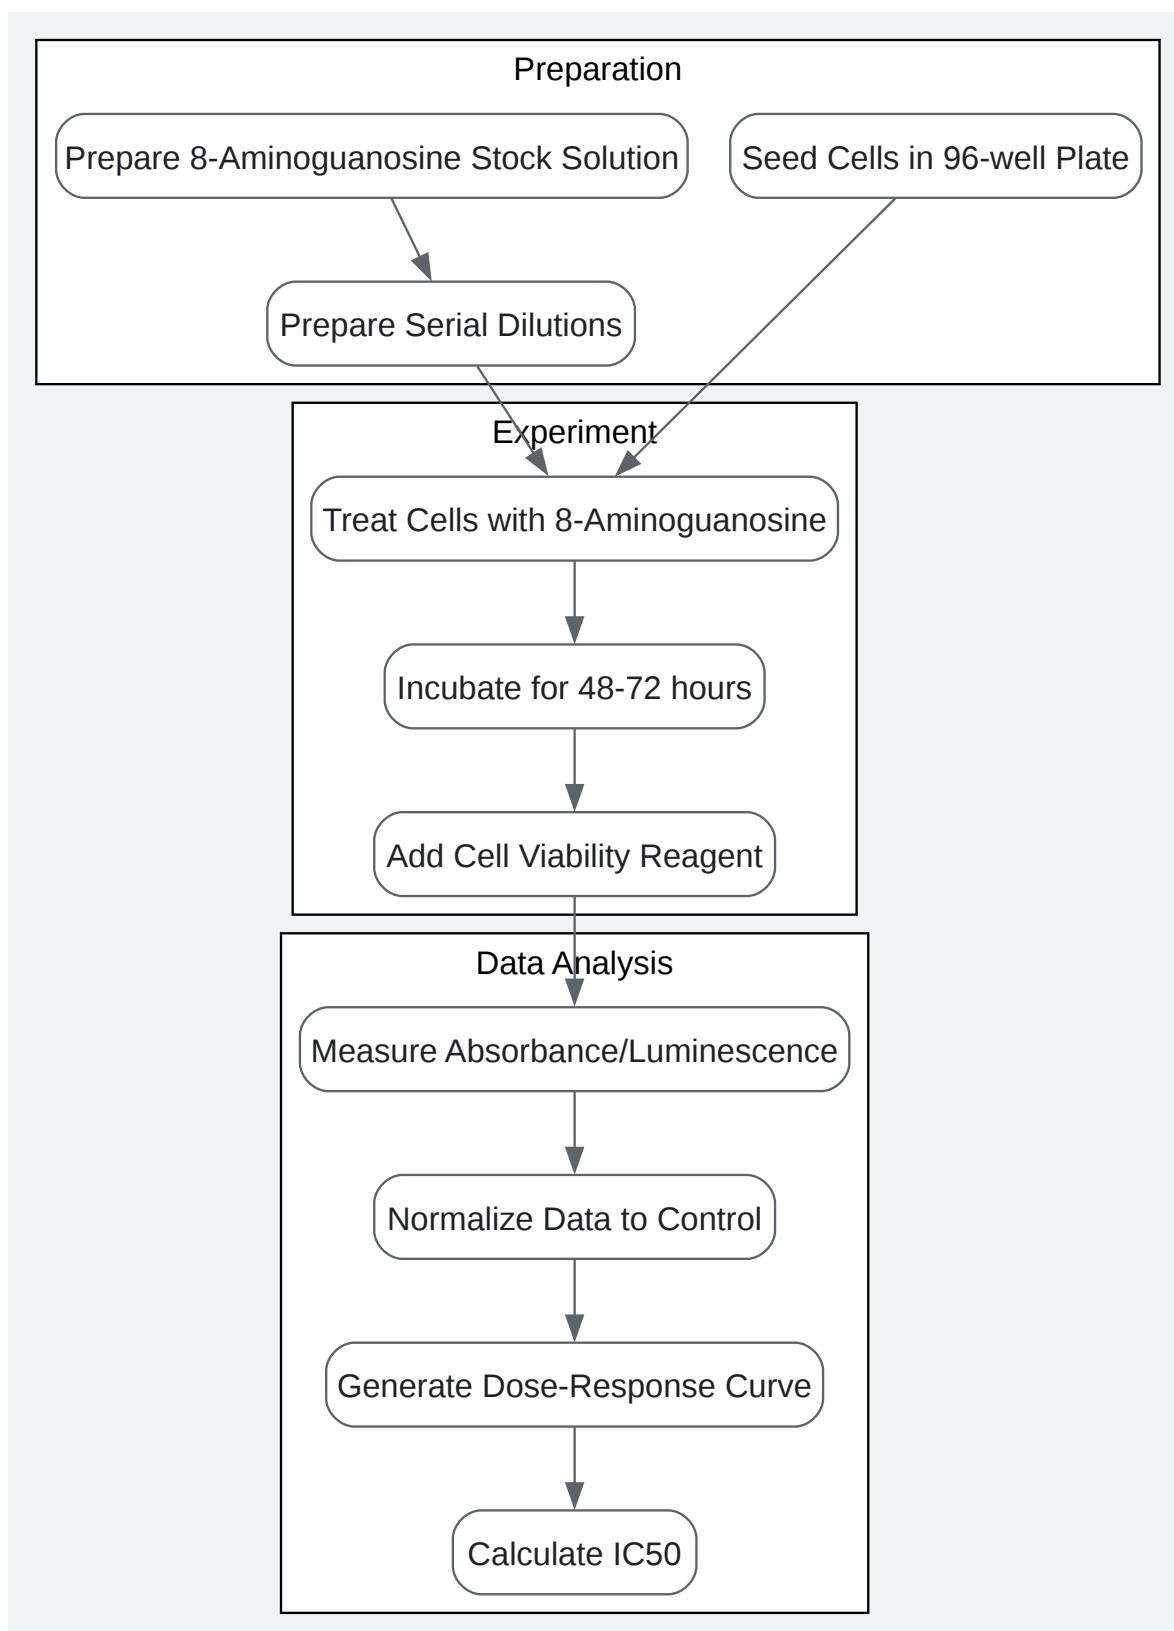 Preparation
Prepare 8-Aminoguanosine Stock Solution
Seed Cells in 96-well Plate
Prepare Serial Dilutions
Experiment
Treat Cells with 8-Aminoguanosine
Incubate for 48-72 hours
Add Cell Viability Reagent
Data Analysis
Measure Absorbance/Luminescence
Normalize Data to Control
Generate Dose-Response Curve
Calculate IC50